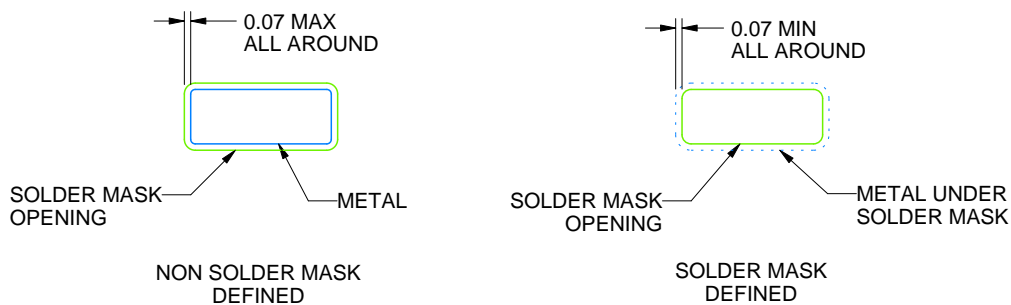 0.07 MAX
ALL AROUND
SOLDER MASK
OPENING
METAL
NON SOLDER MASK
DEFINED
0.07 MIN
ALL AROUND
SOLDER MASK
OPENING
METAL UNDER
SOLDER MASK
SOLDER MASK
DEFINED